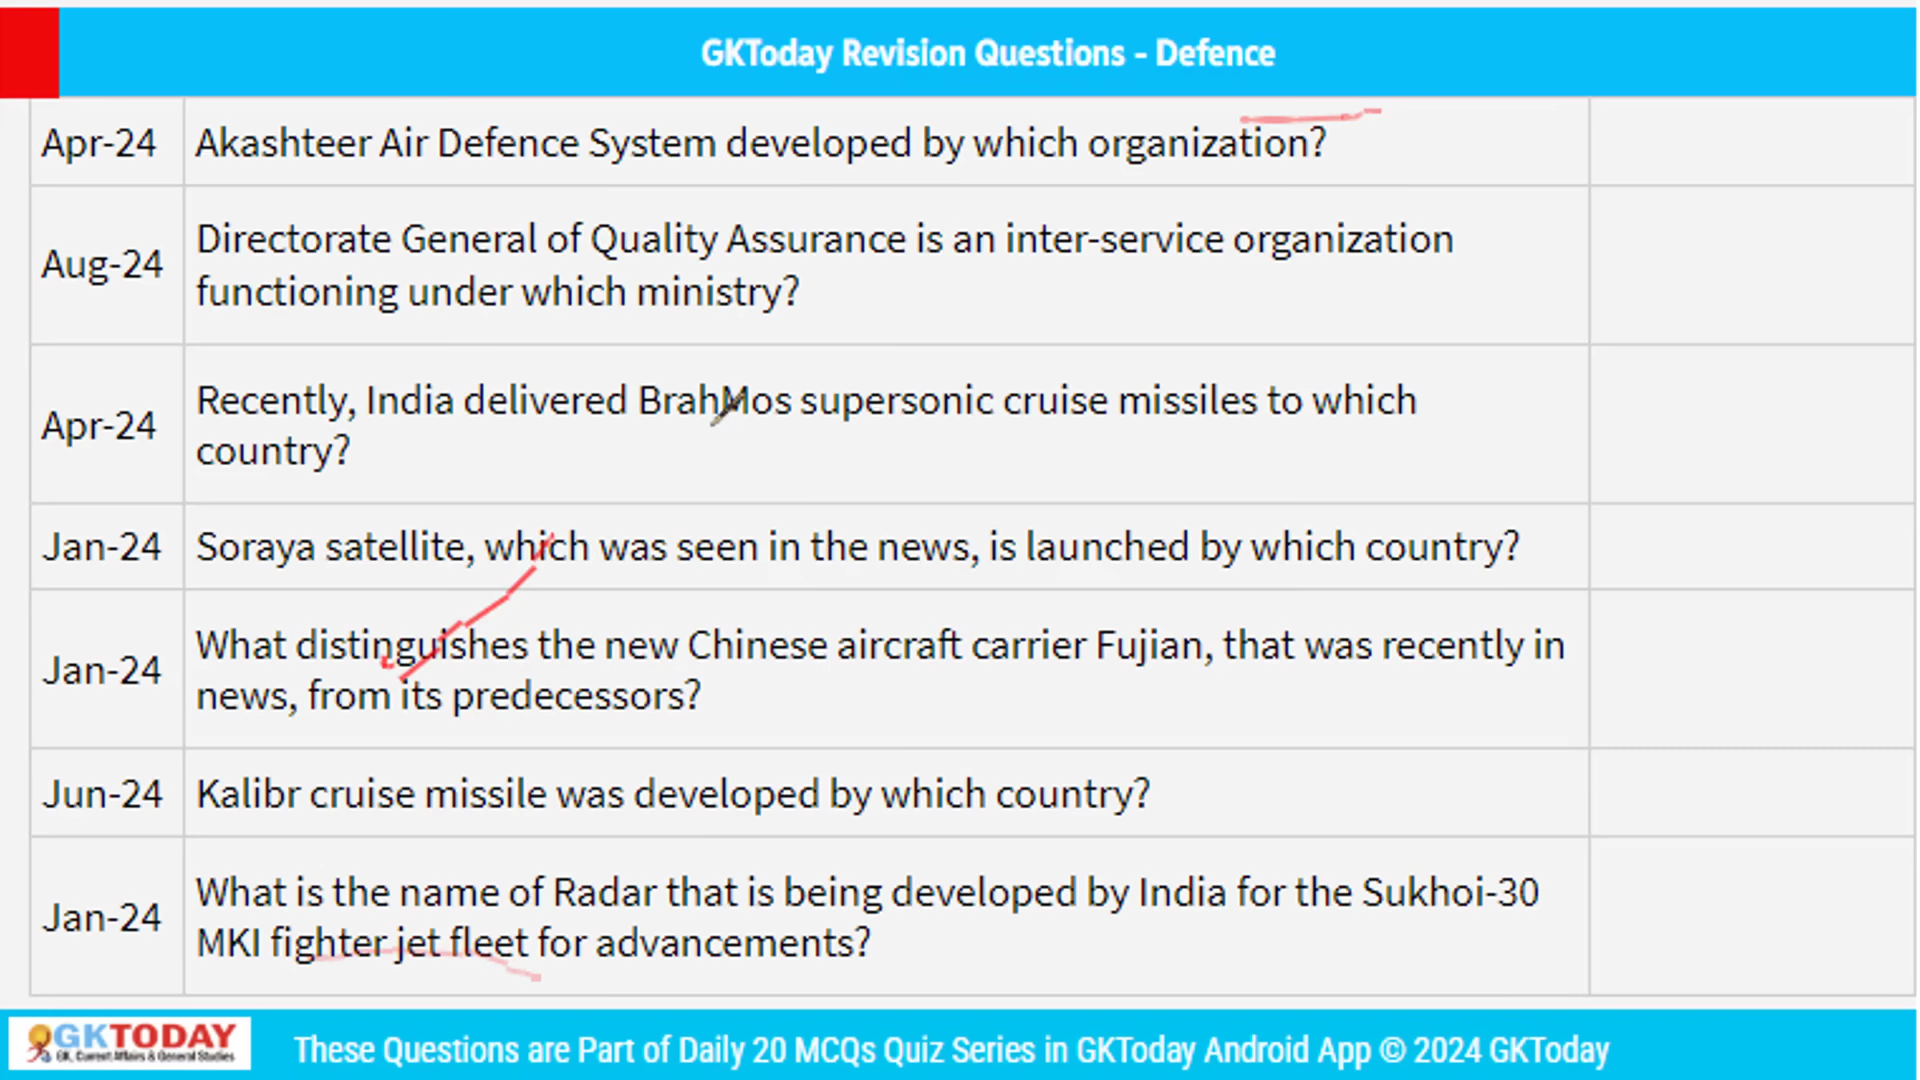 GKToday Revision Questions - Defence
Apr-24
Akashteer Air Defence System developed by which organization?
Aug-24
Directorate General of Quality Assurance is an inter-service organization
functioning under which ministry?
Apr-24
Recently, India delivered BrahMos supersonic cruise missiles to which
country?
Jan-24
Soraya satellite, which was seen in the news, is launched by which country?
Jan-24
What distinguishes the new Chinese aircraft carrier Fujian, that was recently in
news, from its predecessors?
Jun-24
Kalibr cruise missile was developed by which country?
Jan-24
What is the name of Radar that is being developed by India for the Sukhoi-30
MKI fighter jet fleet for advancements?
GKTODAY
GK, Current Affairs & General Studies
These Questions are Part of Daily 20 MCQs Quiz Series in GKToday Android App © 2024 GKToday